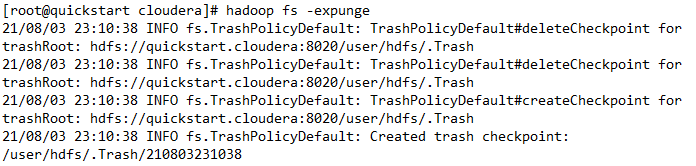 [root@quickstart cloudera]# hadoop fs -expunge
21/08/03 23:10:38 INFO fs.TrashPolicyDefault: TrashPolicyDefault#deleteCheckpoint for
trashRoot: hdfs://quickstart.cloudera:8020/user/hdfs/.Trash
21/08/03 23:10:38 INFO fs.TrashPolicyDefault: TrashPolicyDefault#deleteCheckpoint for
trashRoot: hdfs://quickstart.cloudera:8020/user/hdfs/.Trash
21/08/03 23:10:38 INFO fs.TrashPolicyDefault: TrashPolicyDefault#createCheckpoint for
trashRoot: hdfs://quickstart.cloudera:8020/user/hdfs/.Trash
21/08/03 23:10:38 INFO fs.TrashPolicyDefault: Created trash checkpoint:
/user/hdfs/.Trash/210803231038